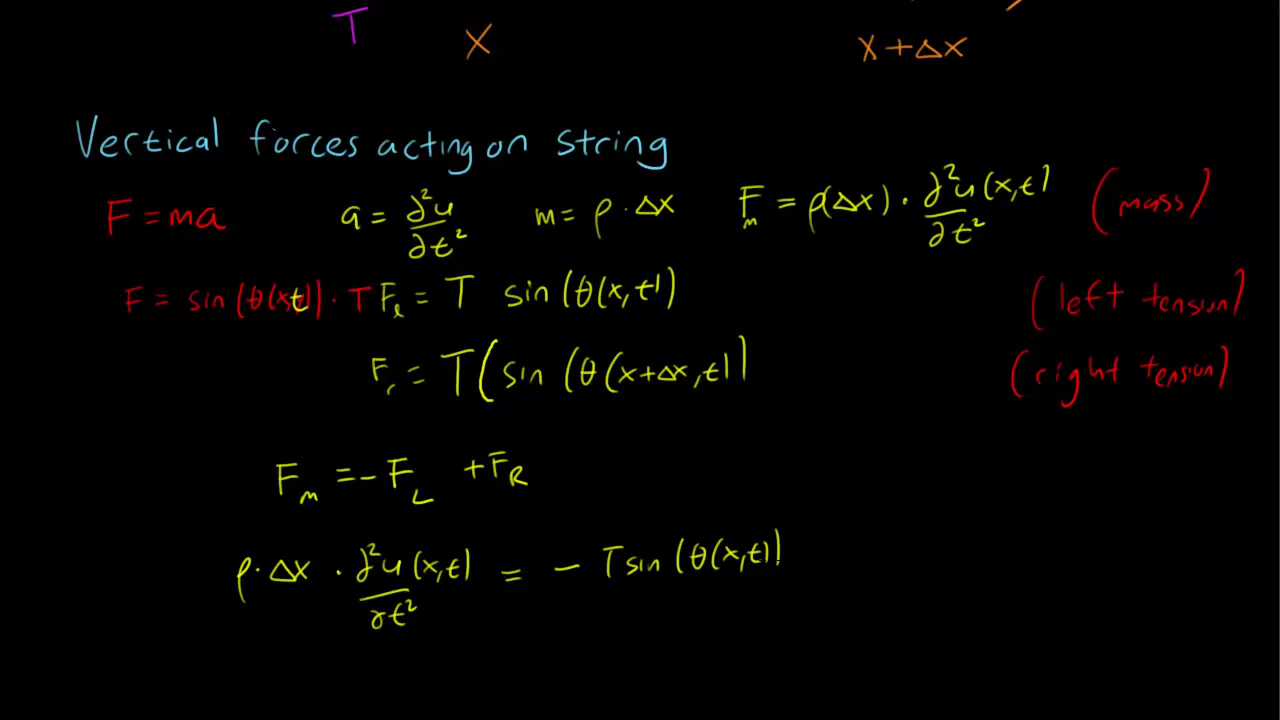 T x x+Δx
Vertical forces acting on string
F = ma a = ∂²u/∂t² m = ρ · Δx F_m = ρ(Δx) · ∂²u(x,t)/∂t² (mass)
F = sin(θ(x,t)) · T F_l = T sin(θ(x,t)) (left tension)
F_r = T(sin(θ(x+Δx,t)) (right tension)
F_m = -F_L +F_R
ρ · Δx · ∂²u(x,t)/∂t² = - T sin(θ(x,t))